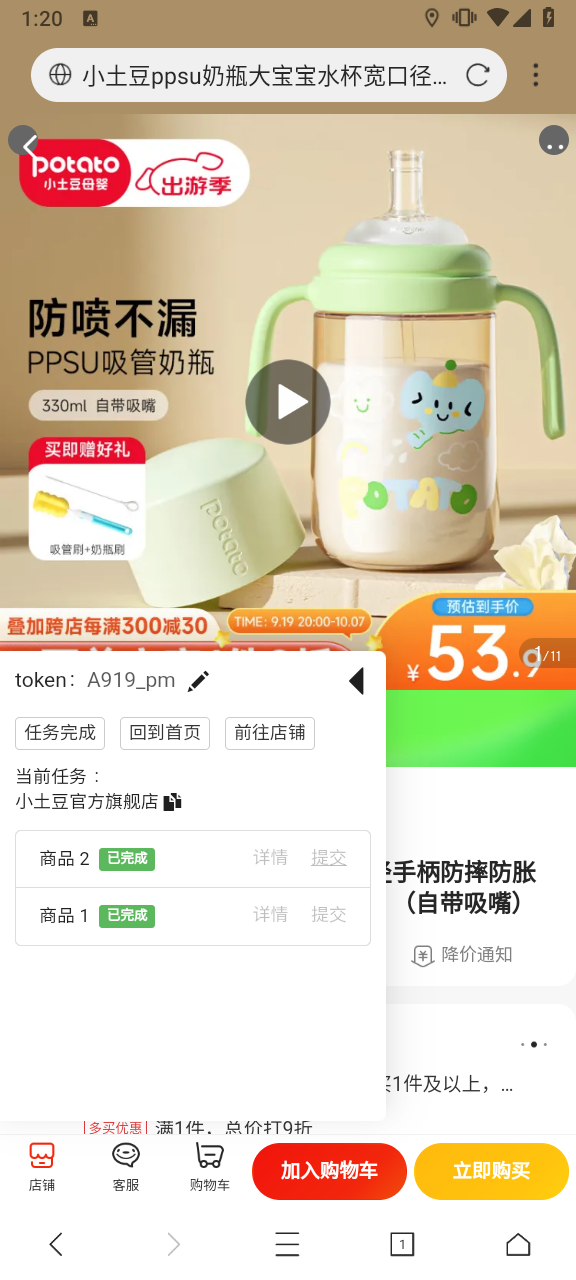 1:20
A
小土豆ppsu奶瓶大宝宝水杯宽口径...
potato
小土豆母婴
出游季
防喷不漏
PPSU吸管奶瓶
330ml 自带吸嘴
买即赠好礼
吸管刷+奶瓶刷
potato
POTATO
叠加跨店每满300减30
TIME: 9.19 20:00-10.07
预估到手价
¥53.9
1/11
token: A919_pm
任务完成
回到首页
前往店铺
当前任务：
小土豆官方旗舰店
商品 2 已完成 详情 提交
商品 1 已完成 详情 提交
手柄防摔防胀
（自带吸嘴）
降价通知
买1件及以上，...
多买优惠 满1件，总价打9折
店铺
客服
购物车
加入购物车
立即购买
1